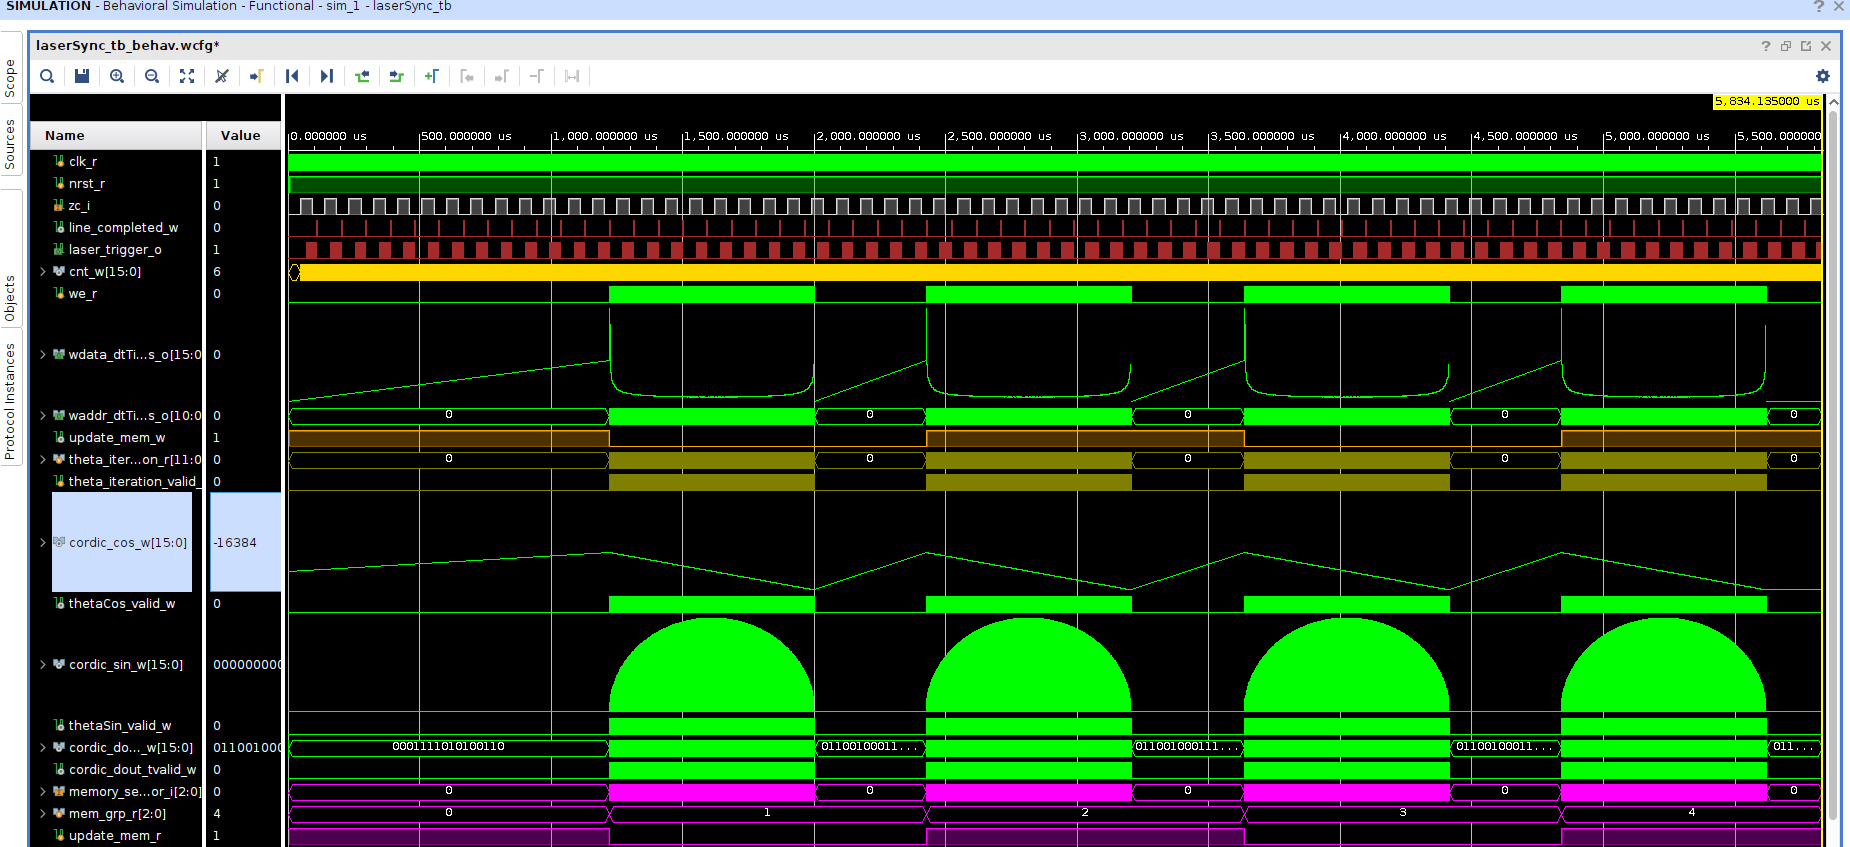 SIMULATION - Behavioral Simulation - Functional - sim_1 - laserSync_tb
laserSync_tb_behav.wcfg*
Scope
Sources
Objects
Protocol Instances
5,834.135000 us
Name Value
0.000000 us 500.000000 us 1,000.000000 us 1,500.000000 us 2,000.000000 us 2,500.000000 us 3,000.000000 us 3,500.000000 us 4,000.000000 us 4,500.000000 us 5,000.000000 us 5,500.000000
clk_r 1
nrst_r 1
zc_i 0
line_completed_w 0
laser_trigger_o 1
cnt_w[15:0] 6
we_r 0
wdata_dtTi...s_o[15:0 0
waddr_dtTi...s_o[10:0 0 0 0 0 0 0
update_mem_w 1
theta_iter...on_r[11:0 0 0 0 0 0 0
theta_iteration_valid_ 0
cordic_cos_w[15:0] -16384
thetaCos_valid_w 0
cordic_sin_w[15:0] 000000000
thetaSin_valid_w 0
cordic_do..._w[15:0] 011001000 0001111010100110 01100100011... 011001000111... 01100100011... 011...
cordic_dout_tvalid_w 0
memory_se...or_i[2:0] 0 0 0 0 0 0
mem_grp_r[2:0] 4 0 1 2 3 4
update_mem_r 1